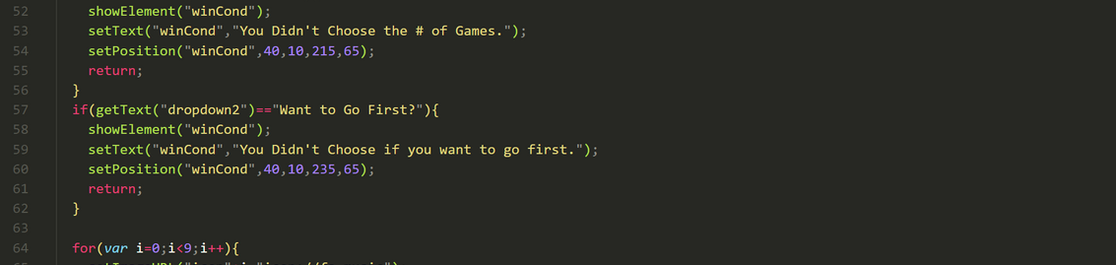 52 showElement("winCond");
53 setText("winCond","You Didn't Choose the # of Games.");
54 setPosition("winCond",40,10,215,65);
55 return;
56 }
57 if(getText("dropdown2")=="Want to Go First?"){
58 showElement("winCond");
59 setText("winCond","You Didn't Choose if you want to go first.");
60 setPosition("winCond",40,10,235,65);
61 return;
62 }
63
64 for(var i=0;i<9;i++){